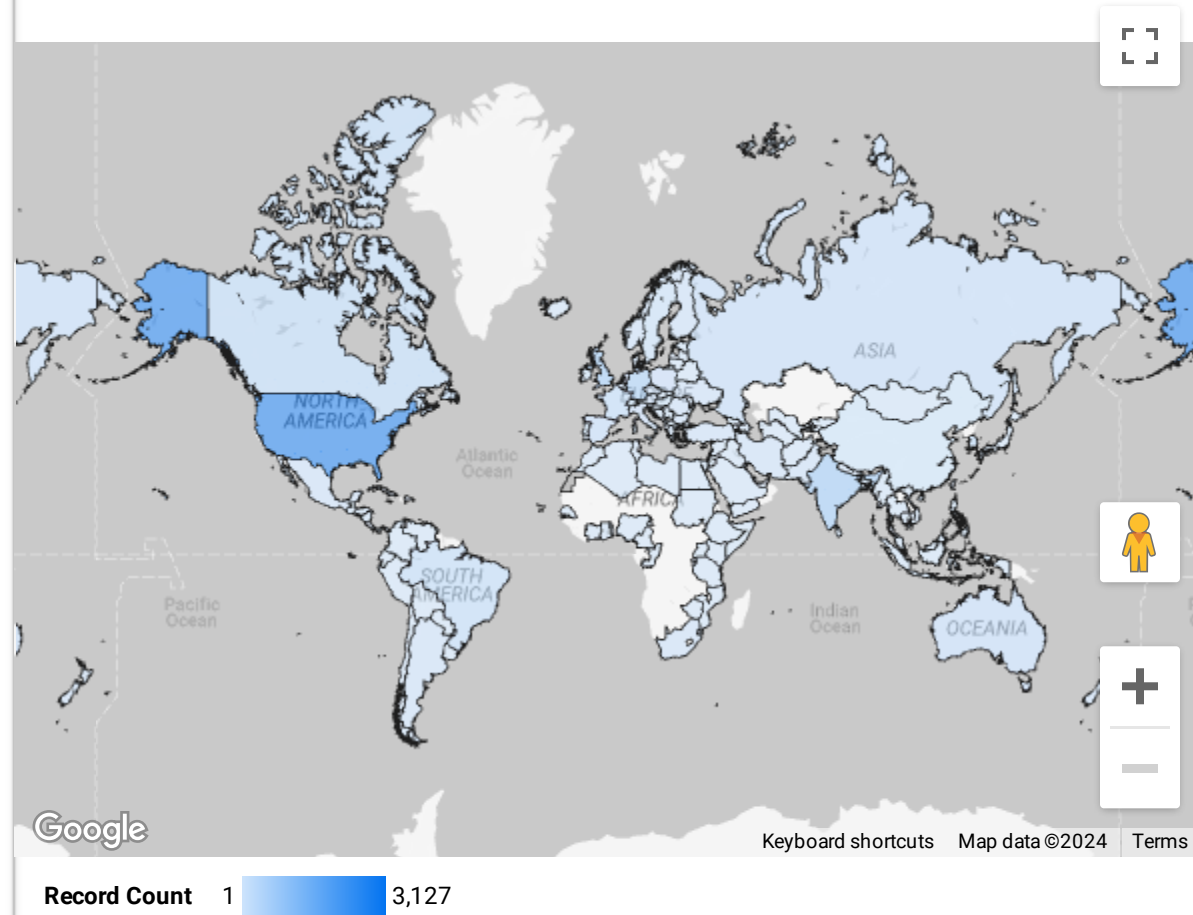 NORTH
AMERICA
ASIA
Atlantic
Ocean
AFRICA
SOUTH
AMERICA
Pacific
Ocean
Indian
Ocean
OCEANIA
Google
Keyboard shortcuts
Map data ©2024
Terms
Record Count 1 3,127